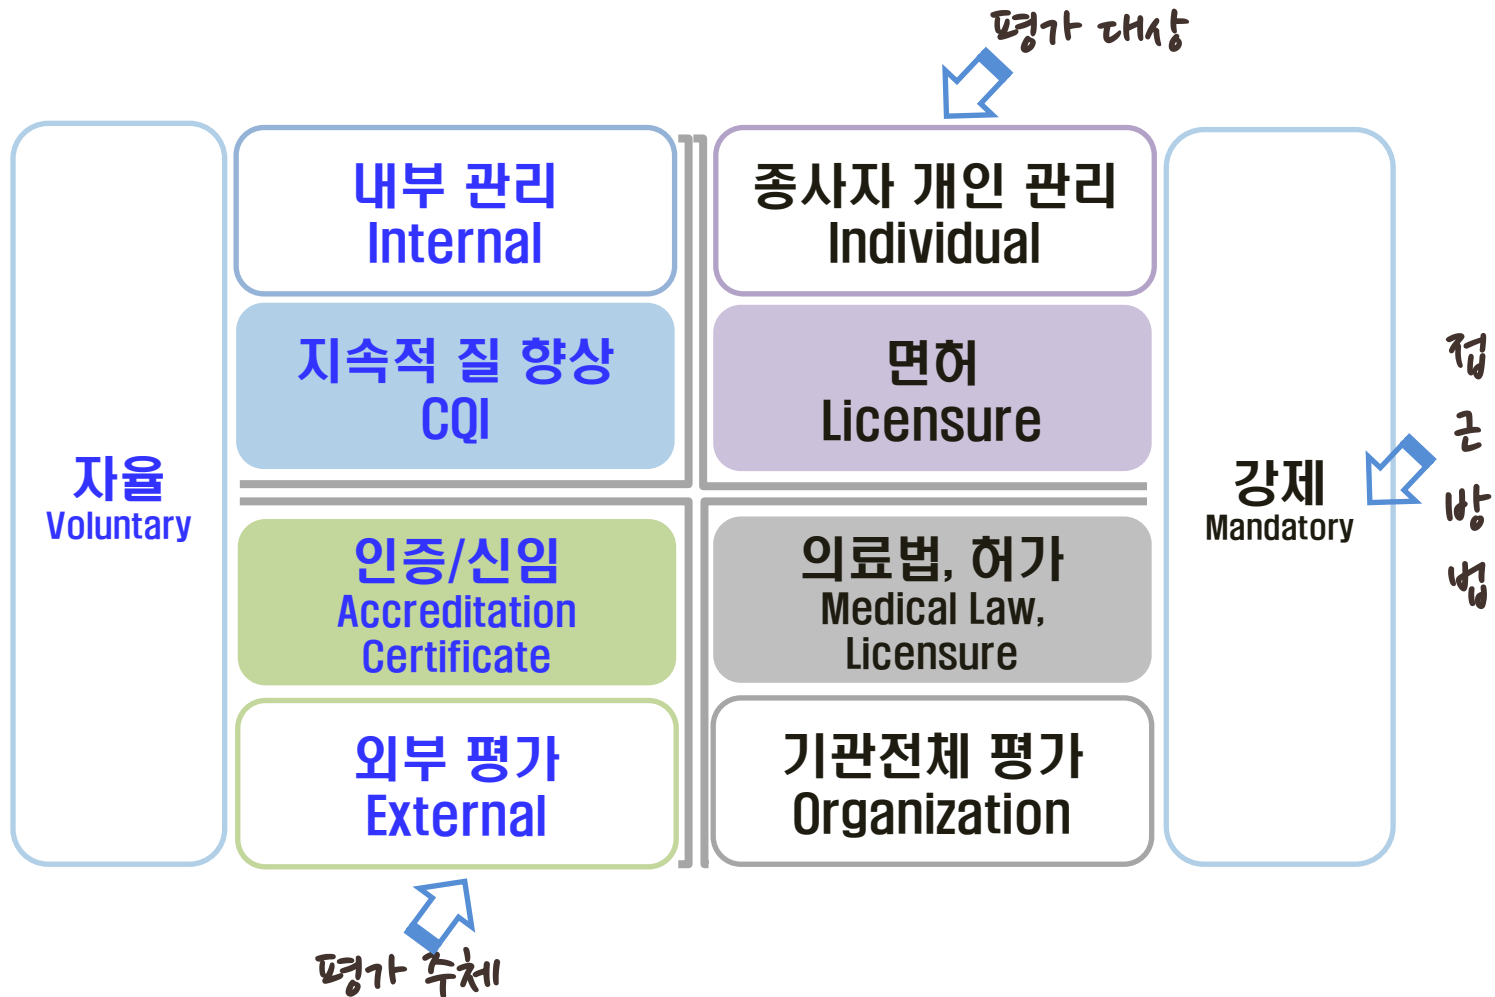 평가 대상
내부 관리
Internal
종사자 개인 관리
Individual
지속적 질 향상
CQI
면허
Licensure
자율
Voluntary
강제
Mandatory
접
근
방
법
인증/신임
Accreditation
Certificate
의료법, 허가
Medical Law,
Licensure
외부 평가
External
기관전체 평가
Organization
평가 주체